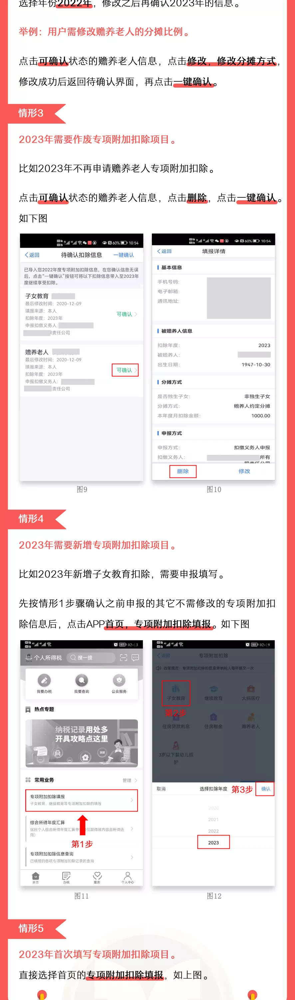 选择年份2022年，修改之后再确认2023年的信息。
举例：用户需修改赡养老人的分摊比例。
点击可确认状态的赡养老人信息，点击修改，修改分摊方式，
修改成功后返回待确认界面，再点击一键确认。
情形3
2023年需要作废专项附加扣除项目。
比如2023年不再申请赡养老人专项附加扣除。
点击可确认状态的赡养老人信息，点击删除，点击一键确认。
如下图
60% 10:54
返回 待确认扣除信息 一键确认
已导入您2022年度专项附加扣除信息，在您确认信息无误
后，点击“一键确认”按钮可将以下扣除信息带入至2023年
度继续享受扣除。
子女教育
最后修改时间：2020-12-09
填报来源：本人
扣除年度：2023年
可确认
申报扣缴义务人：
责任公司
赡养老人
最后修改时间：2020-12-09
填报来源：本人
扣除年度：2023年
可确认
申报扣缴义务人：
责任公司
图9
60% 10:54
返回 填报详情
基本信息
手机号码：
电子邮箱：
通讯地址：
被赡养人信息
扣除年度： 2023
被赡养人：
出生日期： 1947-10-30
分摊方式
是否独生子女： 非独生子女
分摊方式： 赡养人约定分摊
本年度月扣除金额： 1000.00
申报方式
申报方式： 扣缴义务人申报
扣缴义务人： 所有
限责任公司
删除 修改
图10
情形4
2023年需要新增专项附加扣除项目。
比如2023年新增子女教育扣除，需要申报填写。
先按情形1步骤确认之前申报的其它不需修改的专项附加扣
除信息后，点击APP首页，专项附加扣除填报。如下图
97 02:13
个人所得税 搜一搜
我要办税 我要查询 公众服务
热点专题
纳税记录用处多
开具攻略点这里
常用业务 管理
专项附加扣除填报
子女教育、继续教育等专项附加扣除的填报
综合所得年度汇算
居民个人综合所得年度汇算申 仅取得境内综合所得适
用）
第1步
专项附加扣除信息查询
已填报的各项专项附加扣除记录的查询
首页 办税 服务 个人中心
图11
02:19
返回 专项附加扣除
政策规定：专项附加扣除的信息需纳税人每年提交一次
子女教育 继续教育 大病医疗
第2步
住房贷款利息 住房租金 赡养老人
3岁以下婴幼儿照
护
取消 选择扣除年度 第3步 确认
2020
2021
2022
2023
图12
情形5
2023年首次填写专项附加扣除项目。
直接选择首页的专项附加扣除填报，如上图。